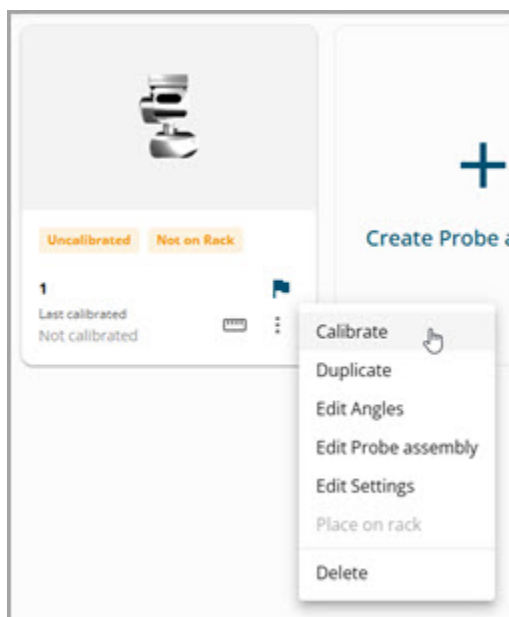 Uncalibrated Not on Rack
1
Last calibrated
Not calibrated
Create Probe
Calibrate
Duplicate
Edit Angles
Edit Probe assembly
Edit Settings
Place on rack
Delete